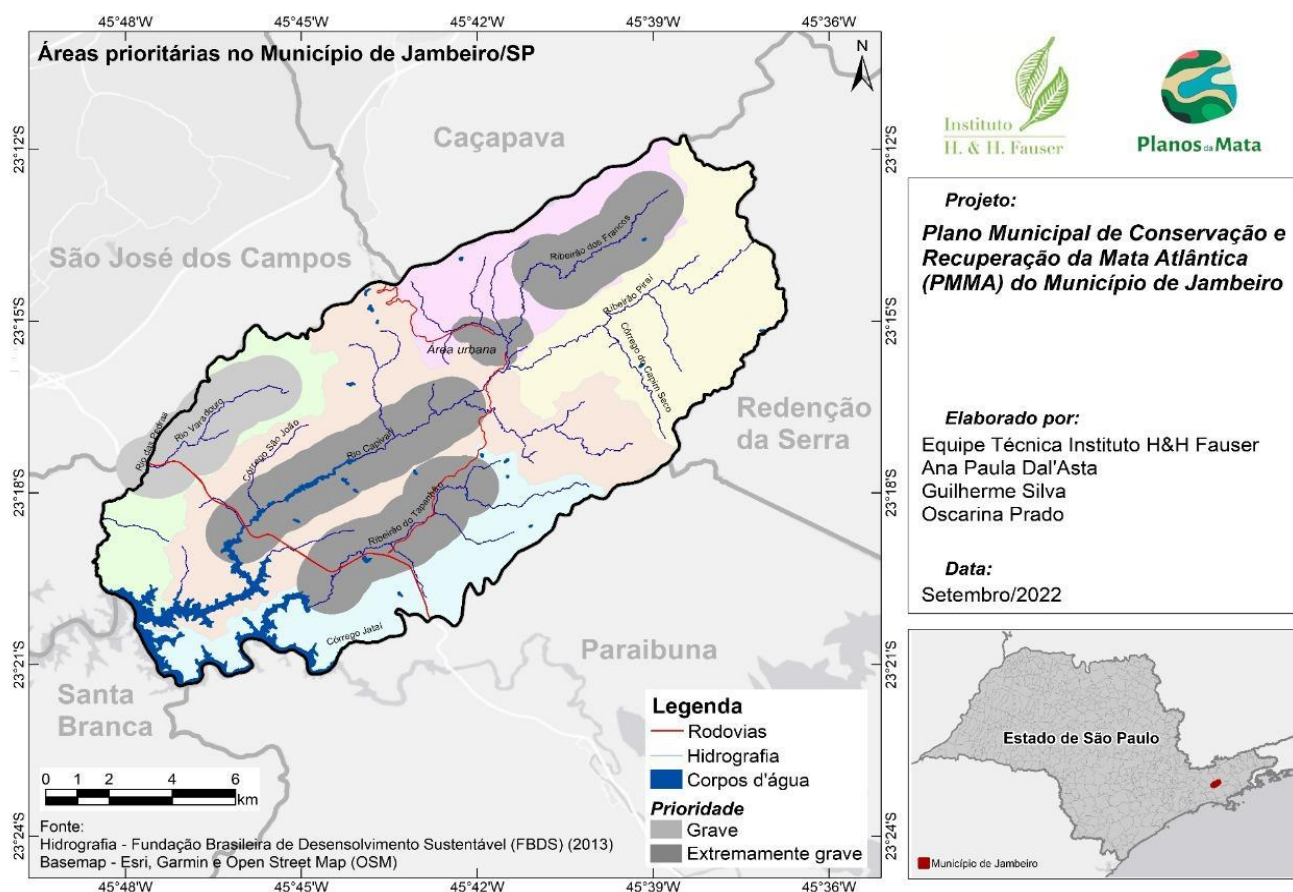 45°48'W
45°45'W
45°42'W
45°39'W
45°36'W
Áreas prioritárias no Município de Jambeiro/SP
N
Caçapava
São José dos Campos
Redenção
da Serra
Paraibuna
Santa
Branca
Ribeirão dos Francos
Ribeirão Piraí
Córrego do Capim Seco
Área urbana
Rio Varadouro
Rio das Pedras
Córrego São João
Rio Capivari
Ribeirão do Tapanhão
Córrego Jataí
23°12'S
23°15'S
23°18'S
23°21'S
23°24'S
23°12'S
23°15'S
23°18'S
23°21'S
23°24'S
Legenda
Rodovias
Hidrografia
Corpos d'água
Prioridade
Grave
Extremamente grave
0 1 2 4 6
km
Fonte:
Hidrografia - Fundação Brasileira de Desensolvimento Sustentável (FBDS) (2013)
Basemap - Esri, Garmin e Open Street Map (OSM)
45°48'W
45°45'W
45°42'W
45°39'W
45°36'W
Instituto
H. & H. Fauser
Planos da Mata
Projeto:
Plano Municipal de Conservação e
Recuperação da Mata Atlântica
(PMMA) do Município de Jambeiro
Elaborado por:
Equipe Técnica Instituto H&H Fauser
Ana Paula Dal'Asta
Guilherme Silva
Oscarina Prado
Data:
Setembro/2022
Estado de São Paulo
Município de Jambeiro